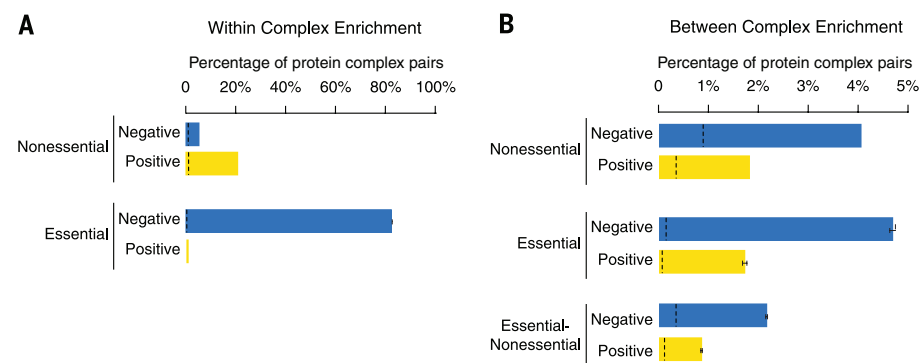 A
Within Complex Enrichment
Percentage of protein complex pairs
0 20% 40% 60% 80% 100%
Nonessential
Negative
Positive
Essential
Negative
Positive
B
Between Complex Enrichment
Percentage of protein complex pairs
0 1% 2% 3% 4% 5%
Nonessential
Negative
Positive
Essential
Negative
Positive
Essential-
Nonessential
Negative
Positive